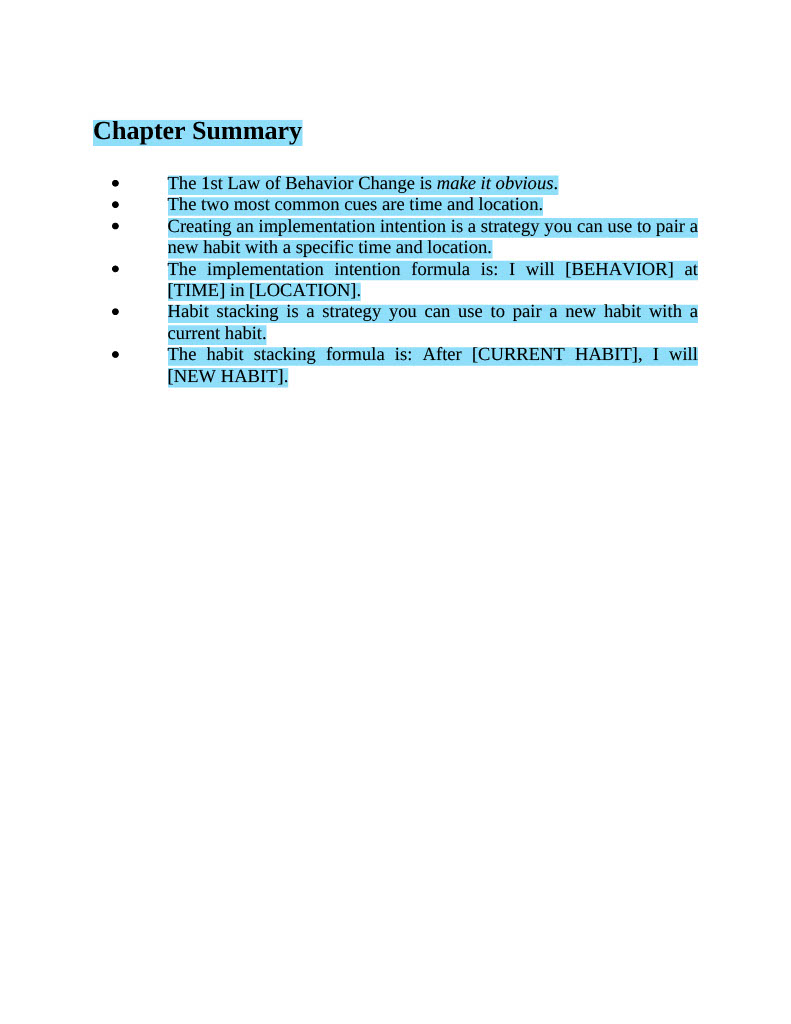 Chapter Summary
• The 1st Law of Behavior Change is make it obvious.
• The two most common cues are time and location.
• Creating an implementation intention is a strategy you can use to pair a
new habit with a specific time and location.
• The implementation intention formula is: I will [BEHAVIOR] at
[TIME] in [LOCATION].
• Habit stacking is a strategy you can use to pair a new habit with a
current habit.
• The habit stacking formula is: After [CURRENT HABIT], I will
[NEW HABIT].